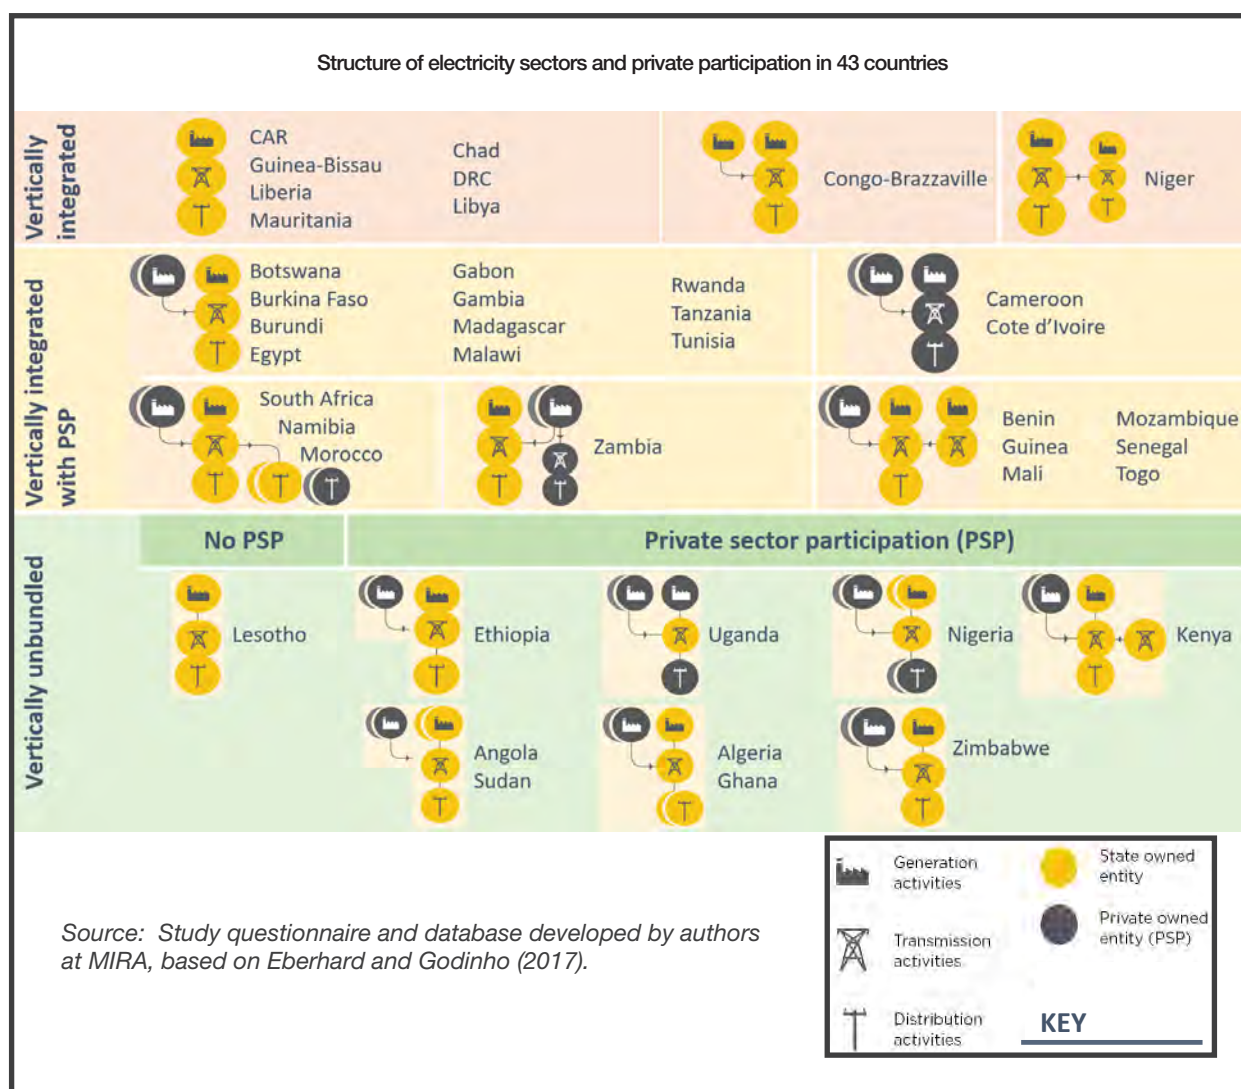 Structure of electricity sectors and private participation in 43 countries
Vertically
integrated
CAR
Guinea-Bissau
Liberia
Mauritania
Chad
DRC
Libya
Congo-Brazzaville
Niger
Vertically integrated
with PSP
Botswana
Burkina Faso
Burundi
Egypt
Gabon
Gambia
Madagascar
Malawi
Rwanda
Tanzania
Tunisia
Cameroon
Cote d'Ivoire
South Africa
Namibia
Morocco
Zambia
Benin
Guinea
Mali
Mozambique
Senegal
Togo
Vertically unbundled
No PSP
Private sector participation (PSP)
Lesotho
Ethiopia
Uganda
Nigeria
Kenya
Angola
Sudan
Algeria
Ghana
Zimbabwe
Generation
activities
State owned
entity
Private owned
entity (PSP)
Transmission
activities
Distribution
activities
KEY
Source: Study questionnaire and database developed by authors
at MIRA, based on Eberhard and Godinho (2017).